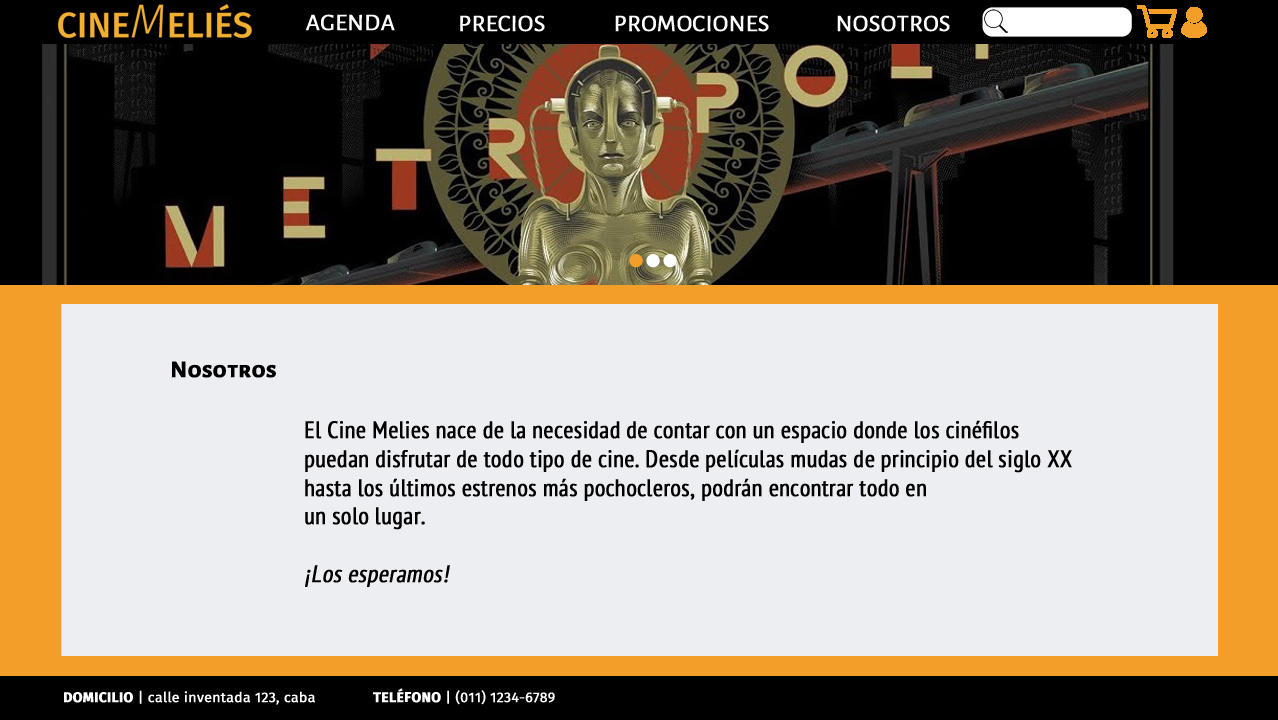 CINEMELIÉS
AGENDA
PRECIOS
PROMOCIONES
NOSOTROS
METROPOL
NOSOTROS
El Cine Melies nace de la necesidad de contar con un espacio donde los cinéfilos
puedan disfrutar de todo tipo de cine. Desde películas mudas de principio del siglo XX
hasta los últimos estrenos más pochocleros, podrán encontrar todo en
un solo lugar.
¡Los esperamos!
DOMICILIO | calle inventada 123, caba
TELÉFONO | (011) 1234-6789